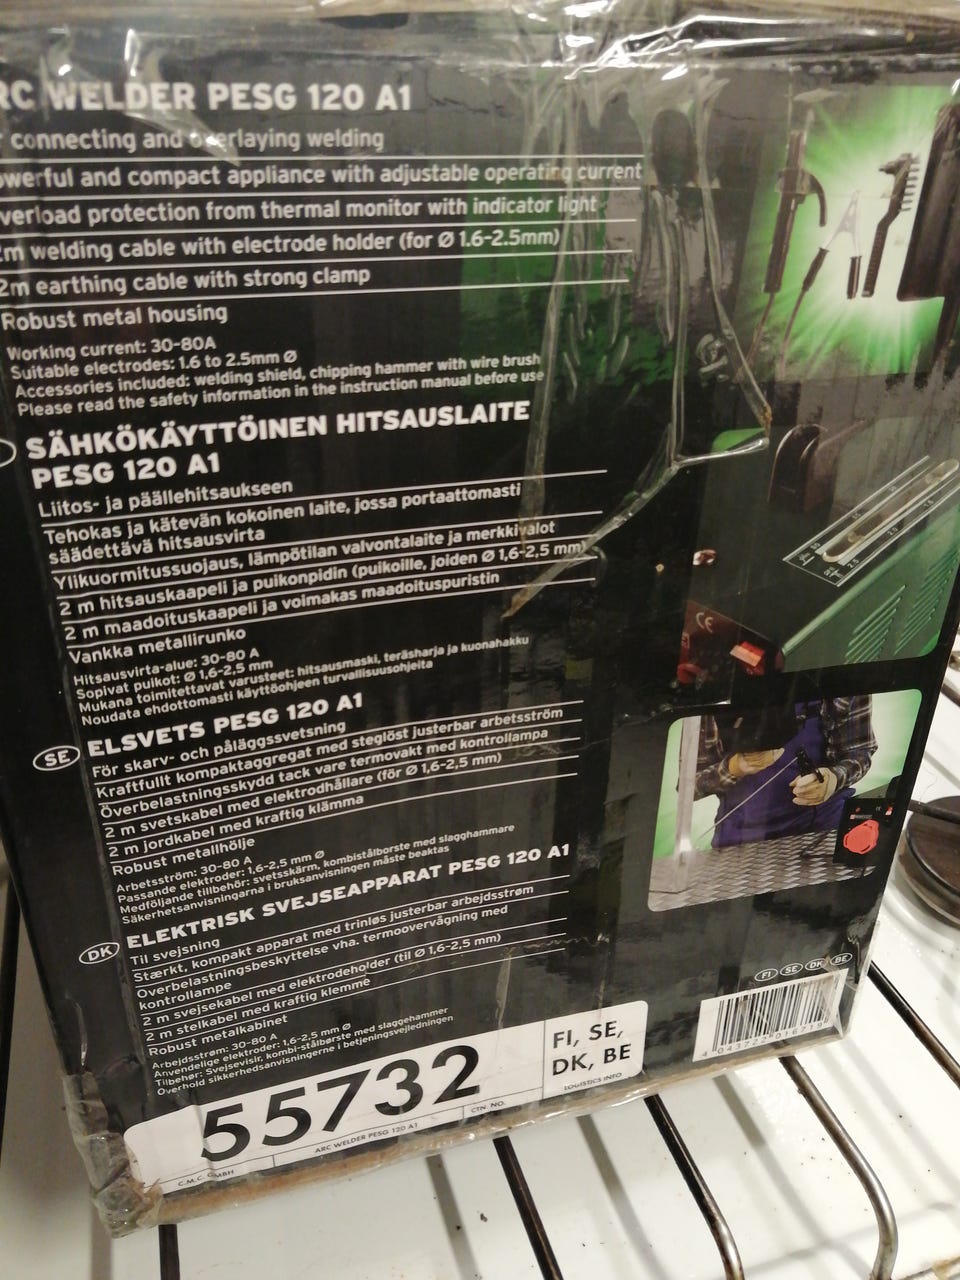 WELDER PESG 120 A1
connecting and overlaying welding
and compact appliance with adjustable operating current
protection from thermal monitor with indicator light
2m welding cable with electrode holder (for Ø 1.6-2.5mm)
2m earthing cable with strong clamp
Robust metal housing
Working current: 30-80A
Suitable electrodes: 1.6 to 2.5mm Ø
Accessories included: welding shield, chipping hammer with wire brush
Please read the safety information in the instruction manual before use
SÄHKÖKÄYTTÖINEN HITSAUSLAITE
PESG 120 A1
Liitos- ja päällehitsaukseen
Tehokas ja kätevän kokoinen laite, jossa portaattomasti
säädettävä hitsausvirta
Ylikuormitussuojaus, lämpötilan valvontalaite ja merkkivalot
2 m hitsauskaapeli ja puikonpidin (puikoille, joiden Ø 1,6-2,5 mm)
2 m maadoituskaapeli ja voimakas maadoituspuristin
Vankka metallirunko
Hitsausvirta-alue: 30-80 A
Sopivat puikot: Ø 1,6-2,5 mm
Mukana toimitettavat varusteet: hitsausmaski, teräsharja ja kuonahakku
Noudata ehdottomasti käyttöohjeen turvallisuusohjeita
SE ELSVETS PESG 120 A1
För skarv- och påläggssvetsning
Kraftfullt kompaktaggregat med steglöst justerbar arbetsström
Överbelastningsskydd tack vare termovakt med kontrollampa
2 m svetskabel med elektrodhållare (för Ø 1,6-2,5 mm)
2 m jordkabel med kraftig klämma
Robust metallhölje
Arbetsström: 30-80 A
Passande elektroder: 1,6-2,5 mm Ø
Medföljande tillbehör: svetsskärm, kombistålborste med slagghammare
Säkerhetsanvisningarna i bruksanvisningen måste beaktas
DK ELEKTRISK SVEJSEAPPARAT PESG 120 A1
Til svejsning
Stærkt, kompakt apparat med trinløs justerbar arbejdsstrøm
Overbelastningsbeskyttelse vha. termoovervågning med
kontrollampe
2 m svejsekabel med elektrodeholder (til Ø 1,6-2,5 mm)
2 m stelkabel med kraftig klemme
Robust metalkabinet
Arbejdsstrøm: 30-80 A
Anvendelige elektroder: 1,6-2,5 mm Ø
Tilbehør: Svejsevisir, kombi-stålbørste med slaggehammer
Overhold sikkerhedsanvisningerne i betjeningsvejledningen
CE
FI SE DK BE
4 043722 016719
55732
FI, SE,
DK, BE
LOGISTICS INFO
C.M.C. GMBH
ARC WELDER PESG 120 A1
CTN. NO.